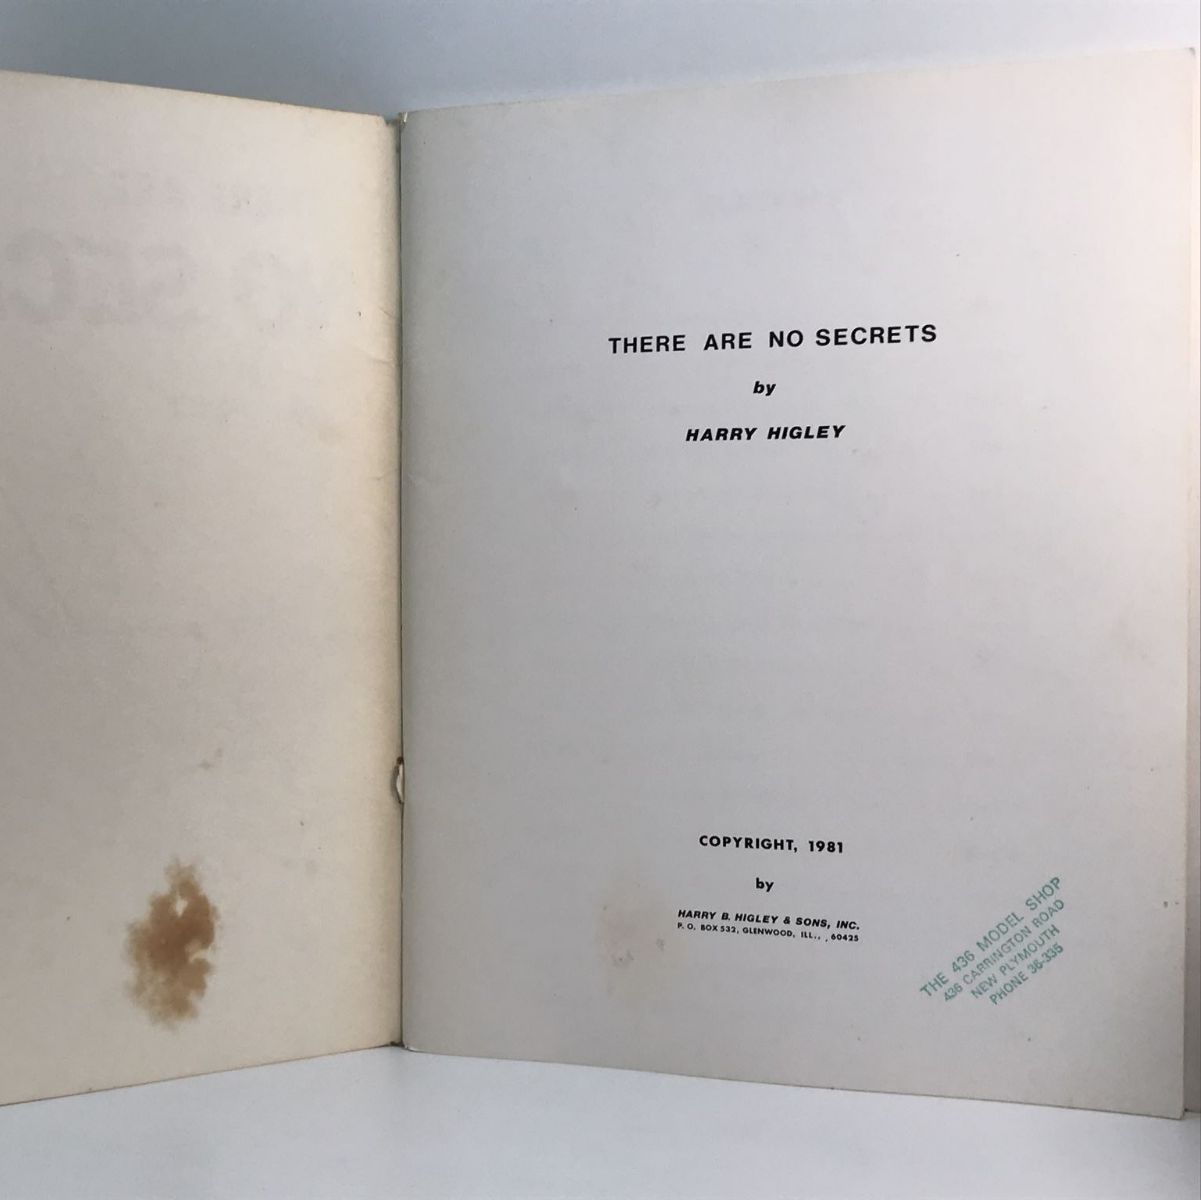 THERE ARE NO SECRETS
by
HARRY HIGLEY
COPYRIGHT, 1981
by
HARRY B. HIGLEY & SONS, INC.
P. O. BOX 532, GLENWOOD, ILL., , 60425
THE 436 MODEL SHOP
436 CARRINGTON ROAD
NEW PLYMOUTH
PHONE 36-335